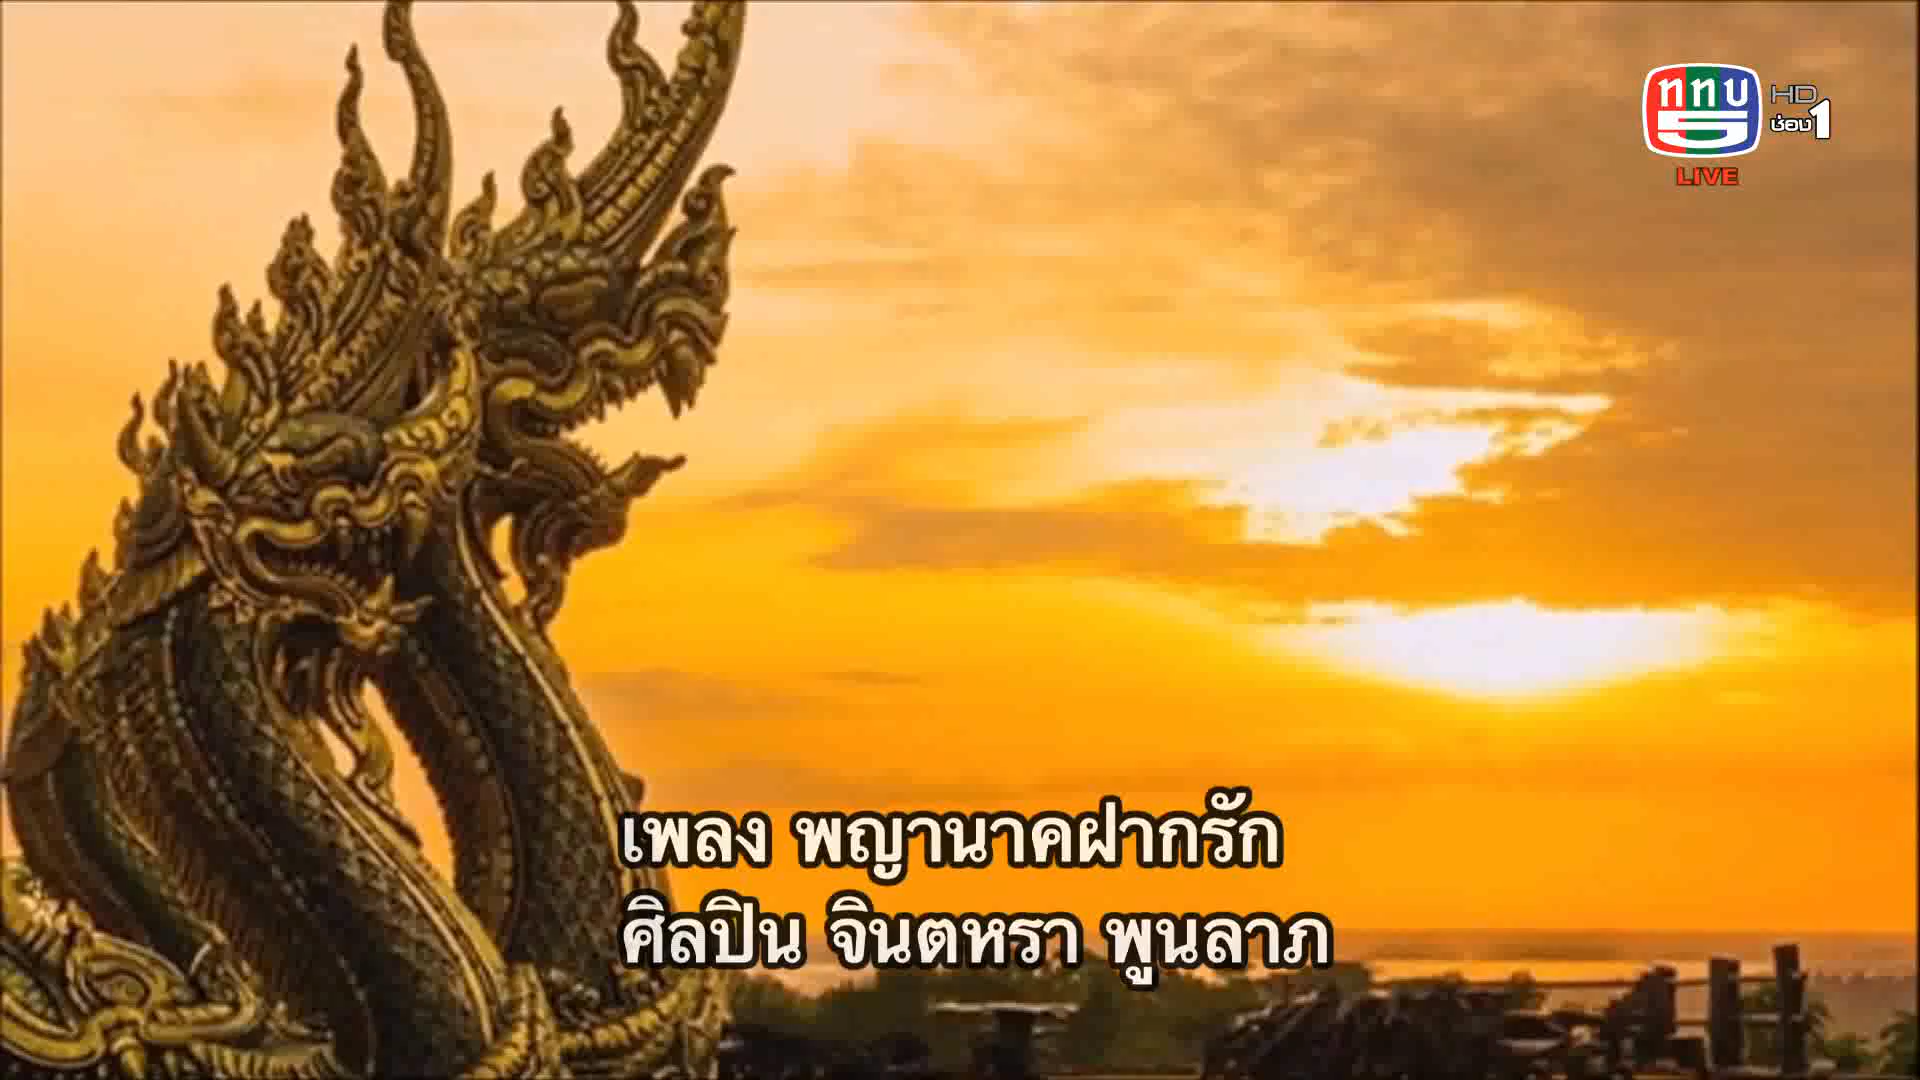 ททบ
5
HD
ช่อง1
LIVE
เพลง พญานาคฝากรัก
ศิลปิน จินตหรา พูนลาภ